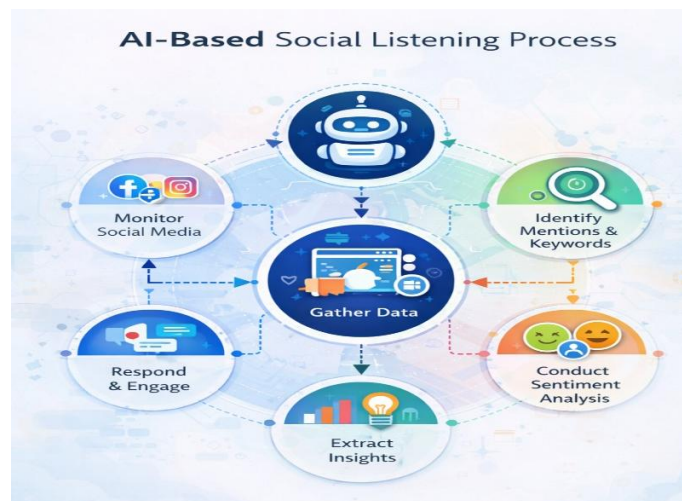 AI-Based Social Listening Process
Monitor
Social Media
Identify
Mentions &
Keywords
Gather Data
Respond
& Engage
Conduct
Sentiment
Analysis
Extract
Insights